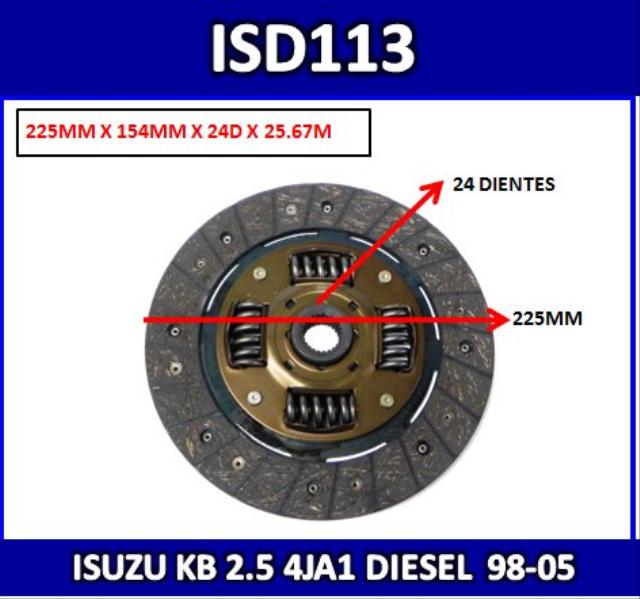 ISD113
225MM X 154MM X 24D X 25.67M
24 DIENTES
225MM
ISUZU KB 2.5 4JA1 DIESEL 98-05